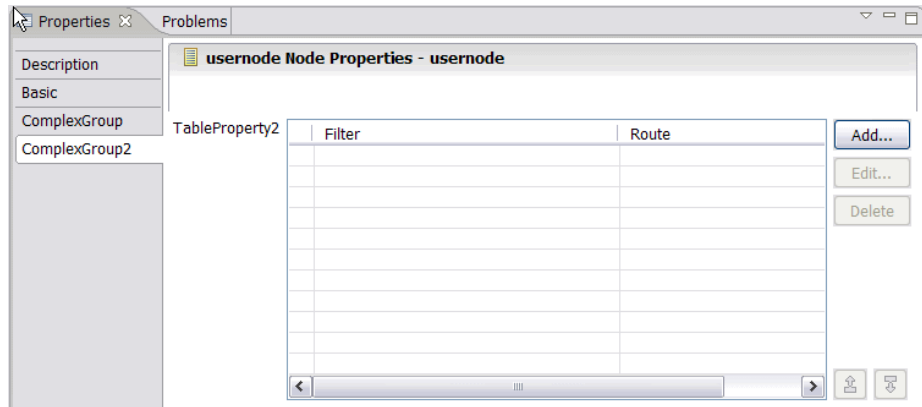 Properties Problems
usernode Node Properties - usernode
Description
Basic
ComplexGroup
ComplexGroup2
TableProperty2
Filter Route
Add...
Edit...
Delete